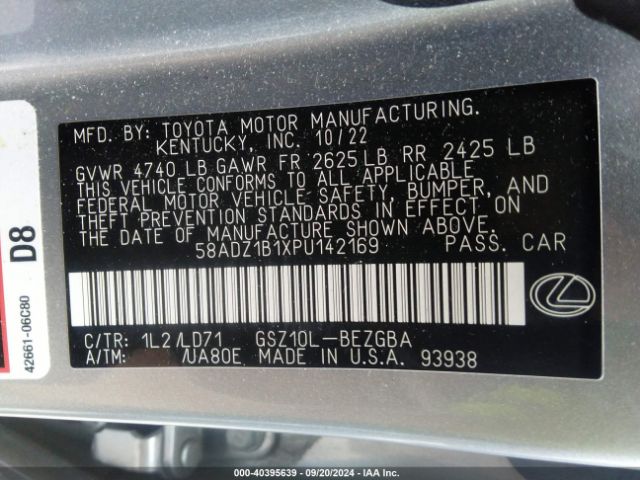 MFD. BY: TOYOTA MOTOR MANUFACTURING.
KENTUCKY, INC. 10/22
GVWR 4740 LB GAWR FR 2625 LB RR 2425 LB
THIS VEHICLE CONFORMS TO ALL APPLICABLE
FEDERAL MOTOR VEHICLE SAFETY, BUMPER, AND
THEFT PREVENTION STANDARDS IN EFFECT ON
THE DATE OF MANUFACTURE SHOWN ABOVE.
58ADZ1B1XPU142169 PASS. CAR
C/TR: 1L2/LD71 GSZ10L-BEZGBA
A/TM: /UA80E MADE IN U.S.A. 93938
D8
42661-06C80
000-40395639 - 09/20/2024 - IAA Inc.